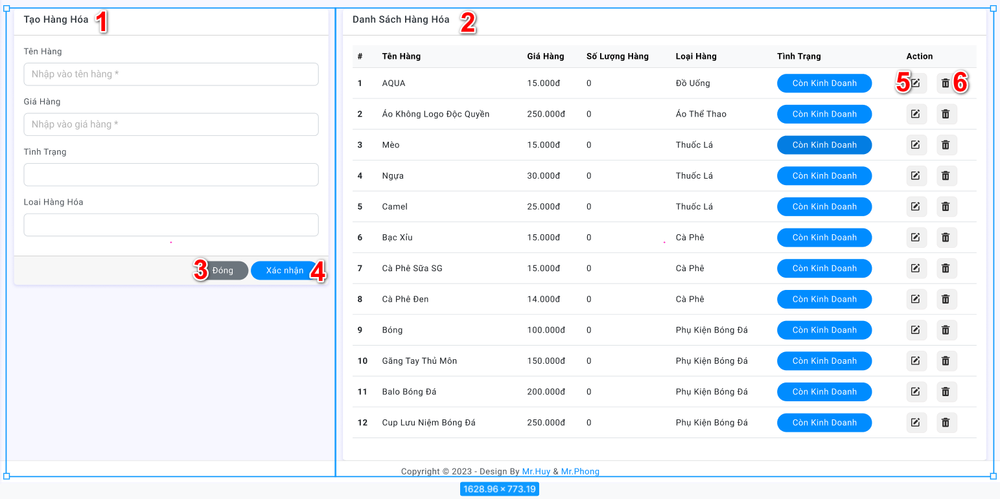 Tạo Hàng Hóa 1
Tên Hàng
Nhập vào tên hàng *
Giá Hàng
Nhập vào giá hàng *
Tình Trạng
Loai Hàng Hóa
3 Đóng Xác nhận 4
Danh Sách Hàng Hóa 2
# Tên Hàng Giá Hàng Số Lượng Hàng Loại Hàng Tình Trạng Action
1 AQUA 15.000đ 0 Đồ Uống Còn Kinh Doanh 5 6
2 Áo Không Logo Độc Quyền 250.000đ 0 Áo Thể Thao Còn Kinh Doanh
3 Mèo 15.000đ 0 Thuốc Lá Còn Kinh Doanh
4 Ngựa 30.000đ 0 Thuốc Lá Còn Kinh Doanh
5 Camel 25.000đ 0 Thuốc Lá Còn Kinh Doanh
6 Bạc Xỉu 15.000đ 0 Cà Phê Còn Kinh Doanh
7 Cà Phê Sữa SG 15.000đ 0 Cà Phê Còn Kinh Doanh
8 Cà Phê Đen 14.000đ 0 Cà Phê Còn Kinh Doanh
9 Bóng 100.000đ 0 Phụ Kiện Bóng Đá Còn Kinh Doanh
10 Găng Tay Thủ Môn 150.000đ 0 Phụ Kiện Bóng Đá Còn Kinh Doanh
11 Balo Bóng Đá 200.000đ 0 Phụ Kiện Bóng Đá Còn Kinh Doanh
12 Cup Lưu Niệm Bóng Đá 250.000đ 0 Phụ Kiện Bóng Đá Còn Kinh Doanh
Copyright © 2023 - Design By Mr.Huy & Mr.Phong
1628.96 × 773.19